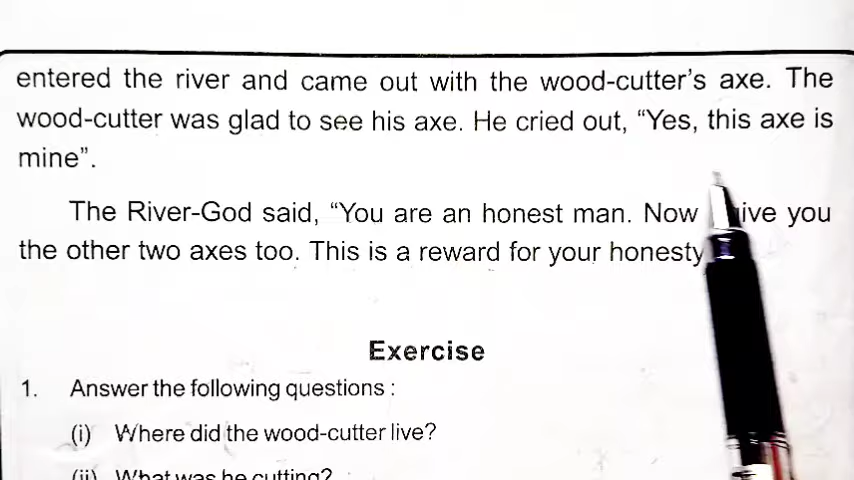 entered the river and came out with the wood-cutter's axe. The
wood-cutter was glad to see his axe. He cried out, “Yes, this axe is
mine”.
The River-God said, “You are an honest man. Now you
the other two axes too. This is a reward for your honesty
Exercise
1. Answer the following questions :
(i) Where did the wood-cutter live?
(ii) What was he cutting?